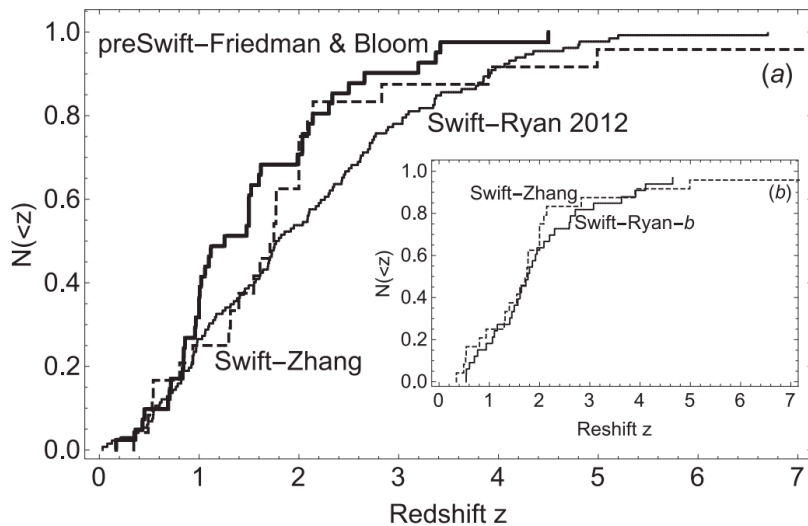 preSwift–Friedman & Bloom
(a)
Swift–Ryan 2012
Swift–Zhang
N(<z)
1.0
0.8
0.6
0.4
0.2
0.0
0 1 2 3 4 5 6 7
Redshift z
Swift–Zhang
(b)
Swift–Ryan–b
N(<z)
1.0
0.8
0.6
0.4
0.2
0.0
0 1 2 3 4 5 6 7
Reshift z